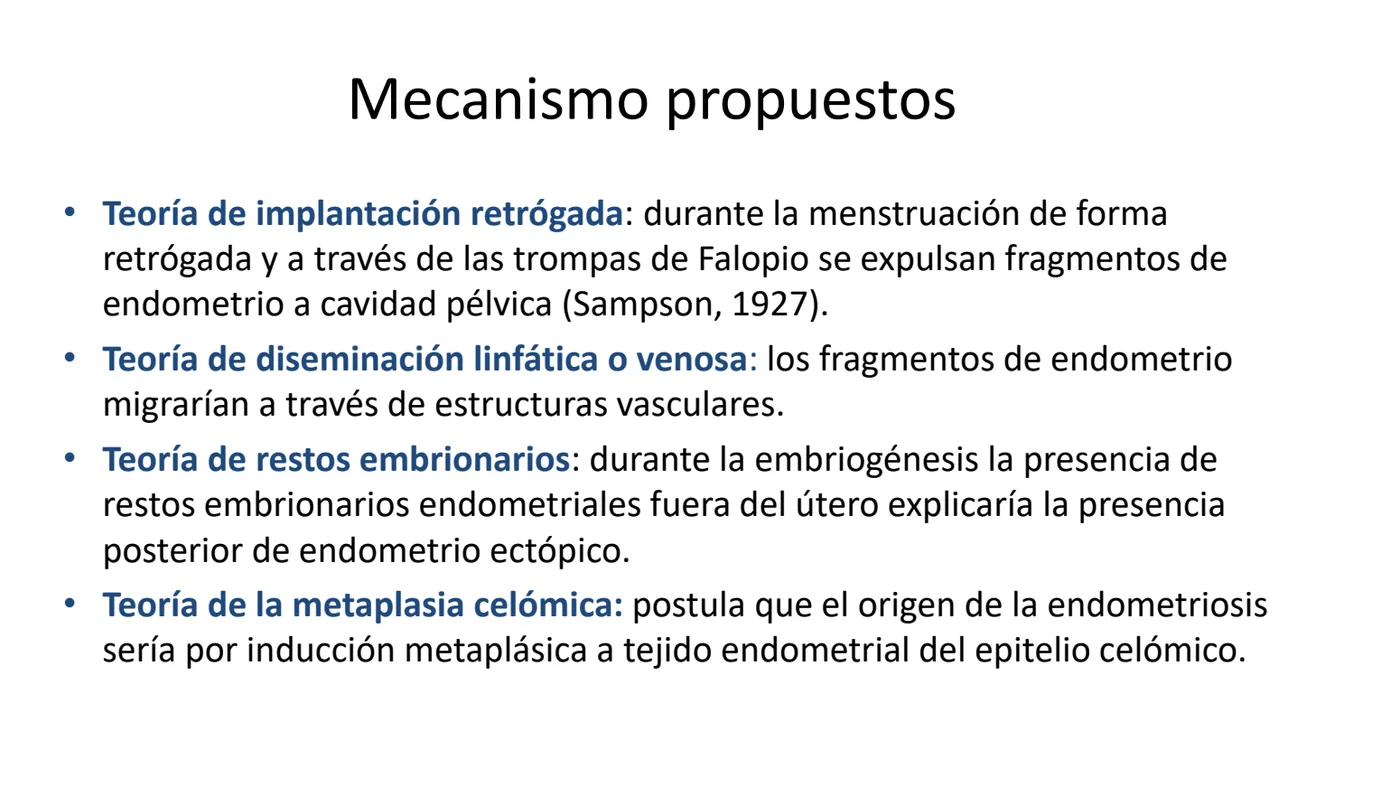 Mecanismo propuestos
• Teoría de implantación retrógada: durante la menstruación de forma
retrógada y a través de las trompas de Falopio se expulsan fragmentos de
endometrio a cavidad pélvica (Sampson, 1927).
• Teoría de diseminación linfática o venosa: los fragmentos de endometrio
migrarían a través de estructuras vasculares.
• Teoría de restos embrionarios: durante la embriogénesis la presencia de
restos embrionarios endometriales fuera del útero explicaría la presencia
posterior de endometrio ectópico.
• Teoría de la metaplasia celómica: postula que el origen de la endometriosis
sería por inducción metaplásica a tejido endometrial del epitelio celómico.